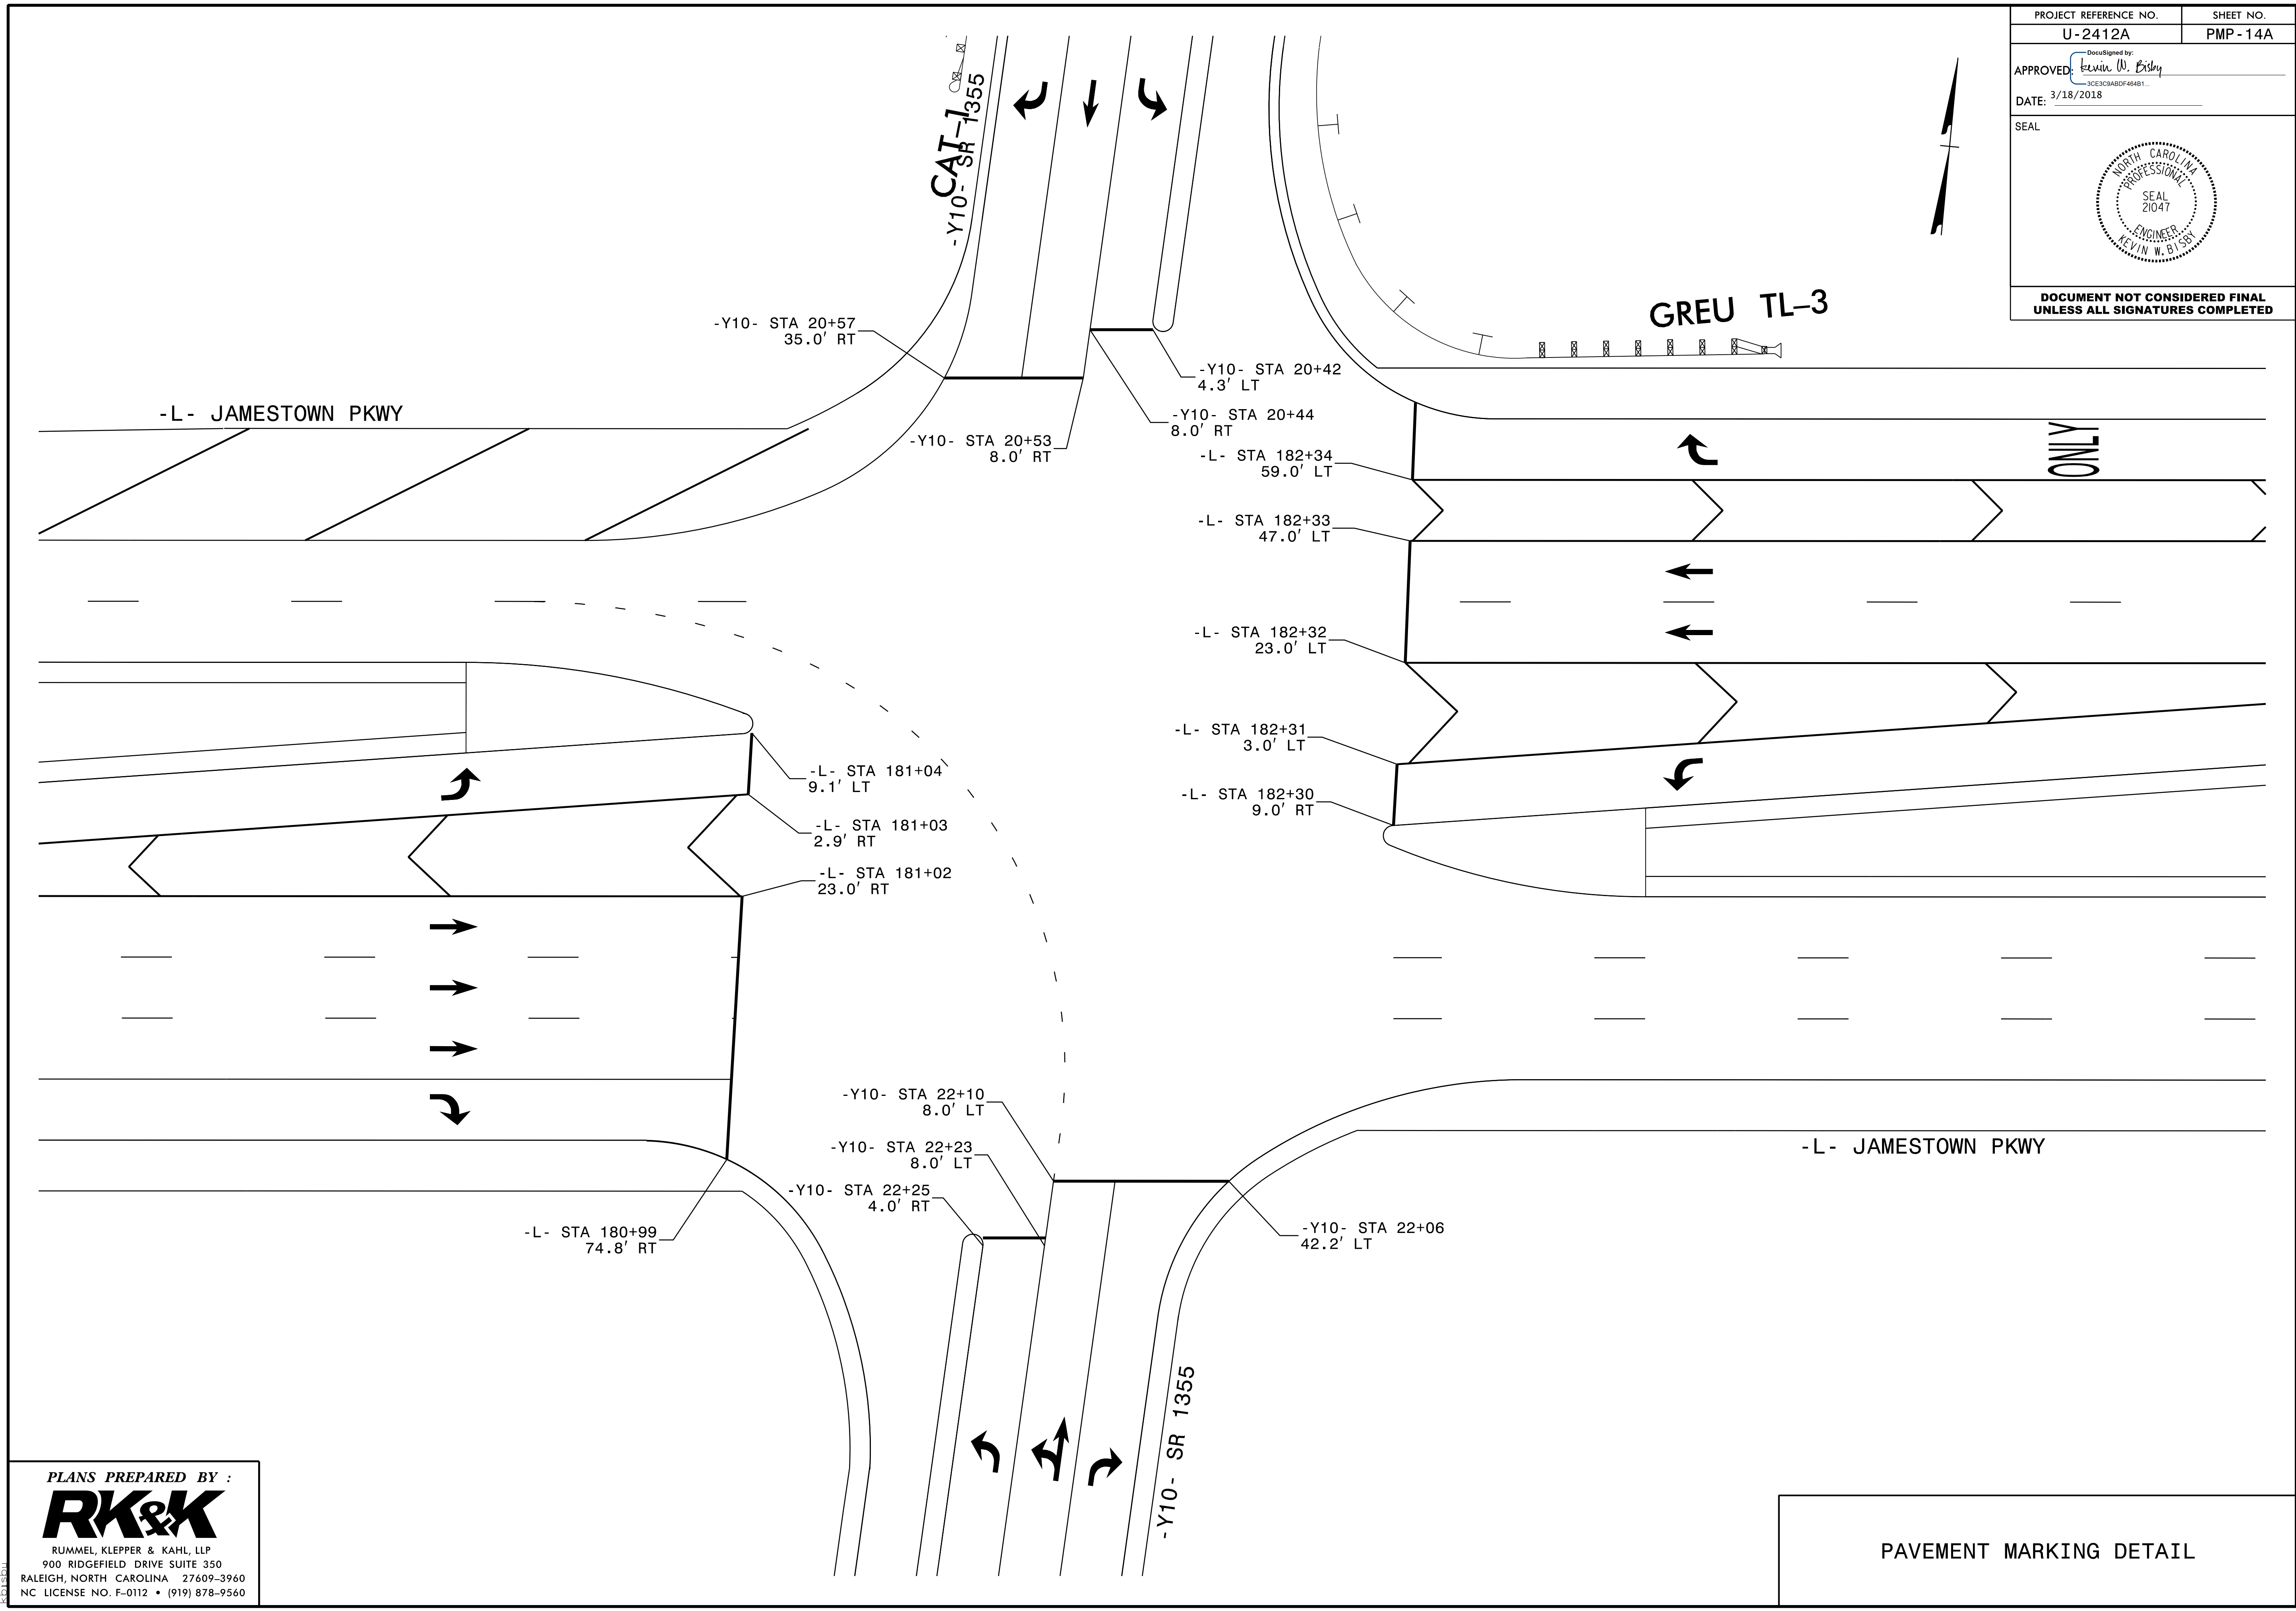 PROJECT REFERENCE NO.
SHEET NO.
U-2412A
PMP-14A
DocuSigned by:
APPROVED:
Kevin W. Bisby
3CE3C9ABDF464B1...
DATE:
3/18/2018
SEAL
NORTH CAROLINA
PROFESSIONAL
SEAL
21047
ENGINEER
KEVIN W. BISBY
DOCUMENT NOT CONSIDERED FINAL
UNLESS ALL SIGNATURES COMPLETED
CAT-1
-Y10- SR 1355
GREU TL-3
-Y10- STA 20+57
35.0' RT
-Y10- STA 20+42
4.3' LT
-Y10- STA 20+44
8.0' RT
-Y10- STA 20+53
8.0' RT
-L- JAMESTOWN PKWY
-L- STA 182+34
59.0' LT
ONLY
-L- STA 182+33
47.0' LT
-L- STA 182+32
23.0' LT
-L- STA 182+31
3.0' LT
-L- STA 182+30
9.0' RT
-L- STA 181+04
9.1' LT
-L- STA 181+03
2.9' RT
-L- STA 181+02
23.0' RT
-Y10- STA 22+10
8.0' LT
-Y10- STA 22+23
8.0' LT
-Y10- STA 22+25
4.0' RT
-L- STA 180+99
74.8' RT
-Y10- STA 22+06
42.2' LT
-L- JAMESTOWN PKWY
-Y10- SR 1355
PLANS PREPARED BY :
RK&K
RUMMEL, KLEPPER & KAHL, LLP
900 RIDGEFIELD DRIVE SUITE 350
RALEIGH, NORTH CAROLINA 27609-3960
NC LICENSE NO. F-0112 • (919) 878-9560
kbisby
PAVEMENT MARKING DETAIL